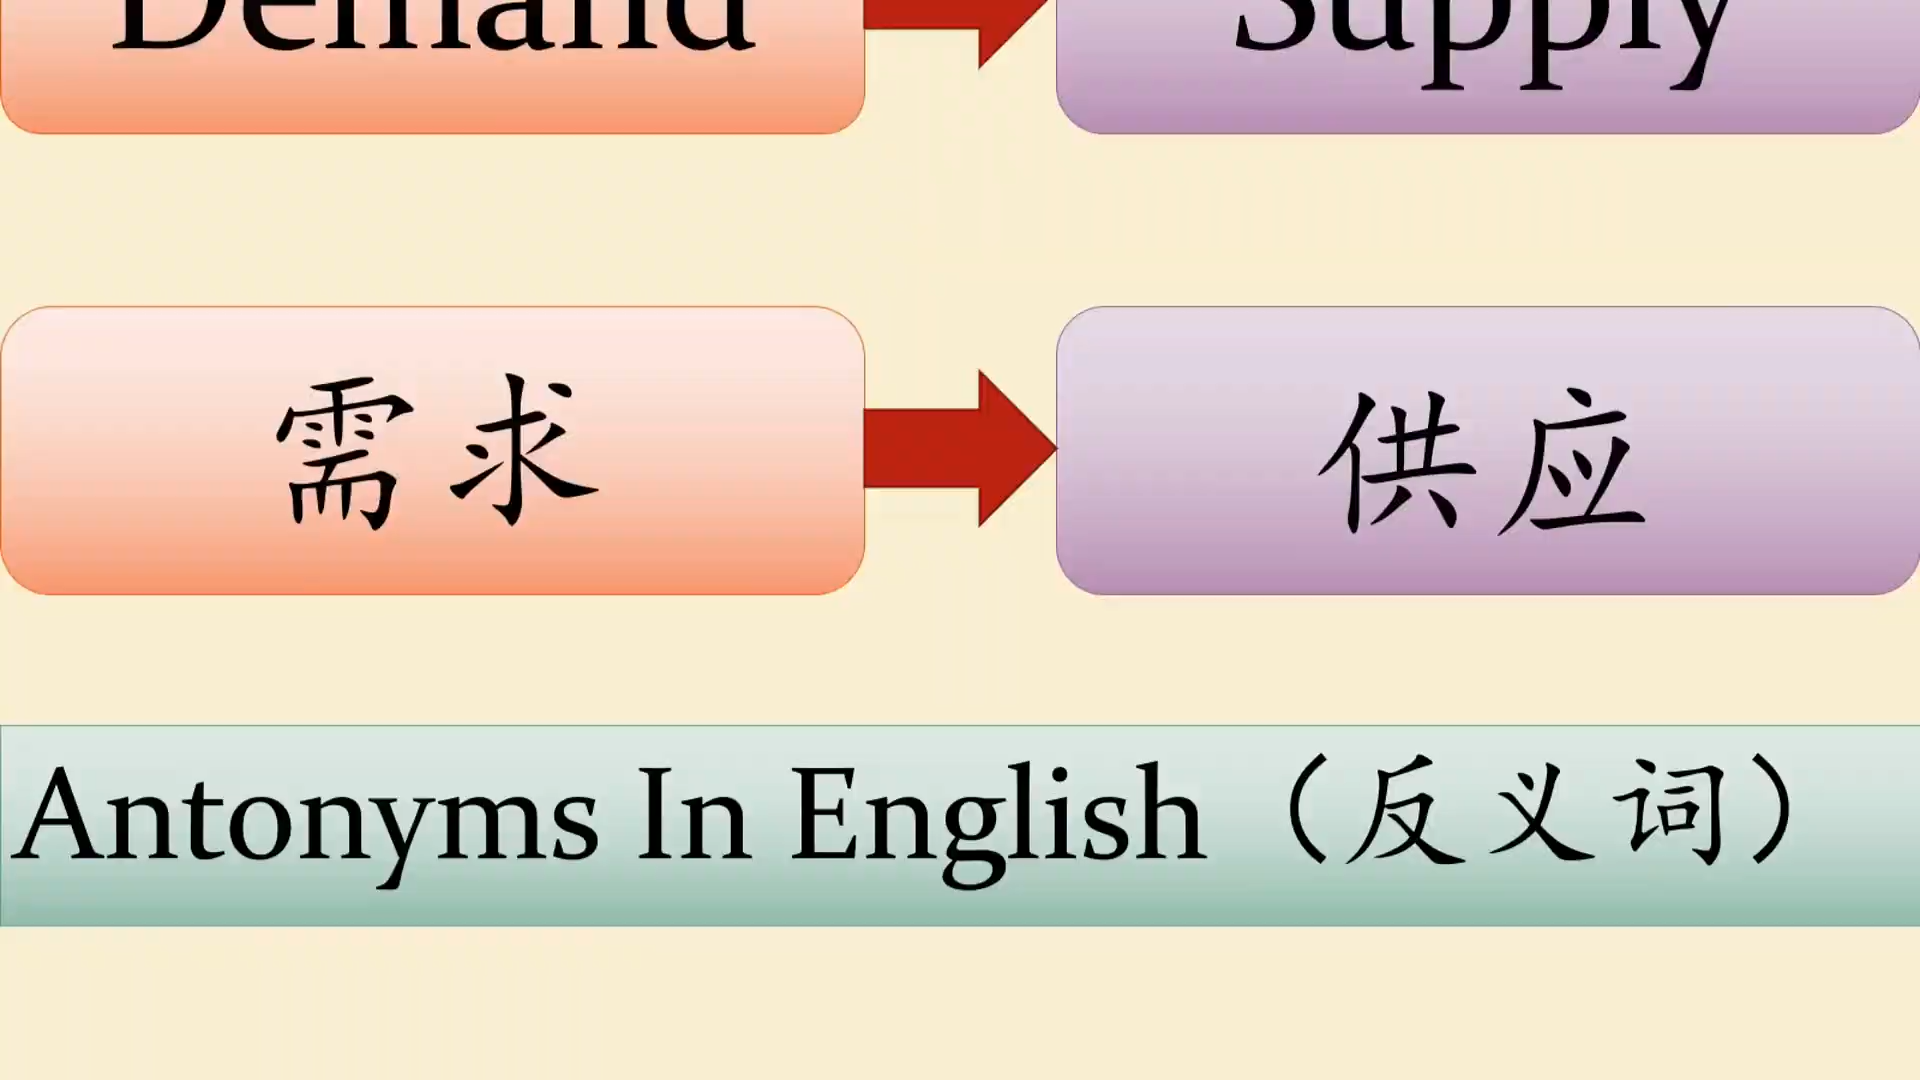 Demand Supply
需求 供应
Antonyms In English（反义词）